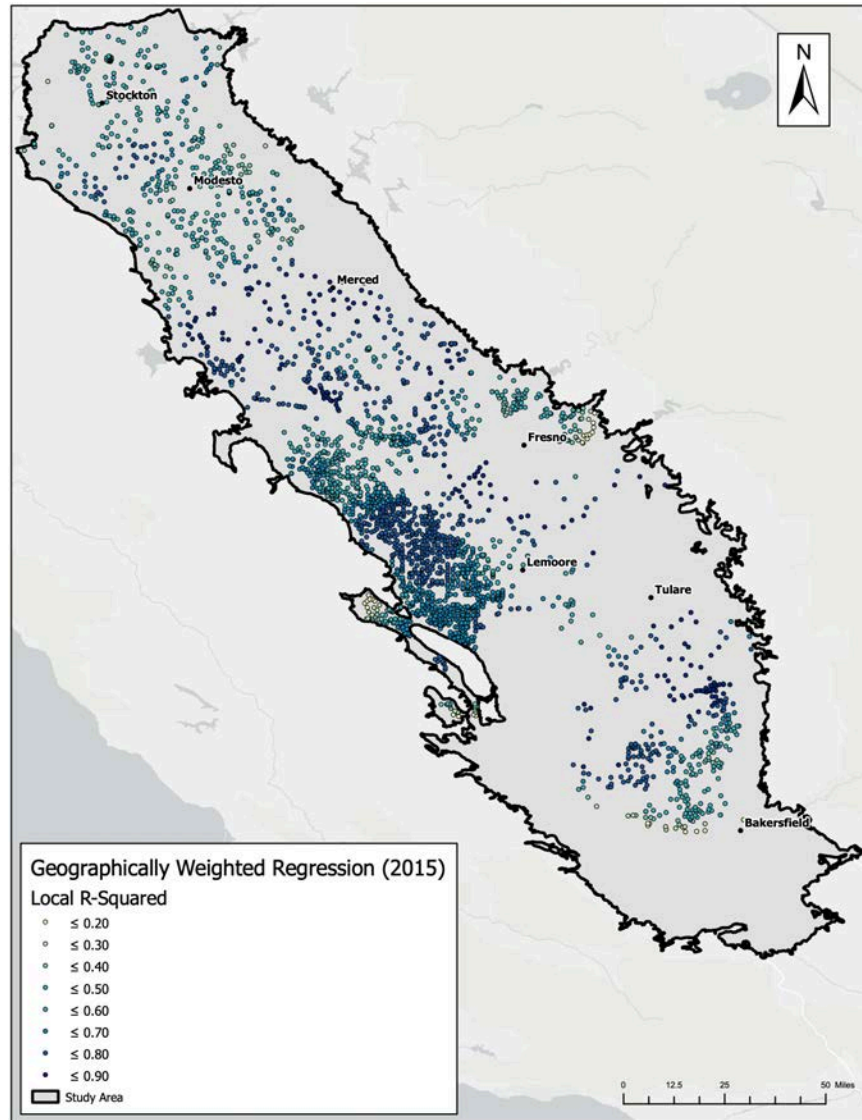 N
Stockton
Modesto
Merced
Fresno
Lemoore
Tulare
Bakersfield
Geographically Weighted Regression (2015)
Local R-Squared
≤ 0.20
≤ 0.30
≤ 0.40
≤ 0.50
≤ 0.60
≤ 0.70
≤ 0.80
≤ 0.90
Study Area
0 12.5 25 50 Miles